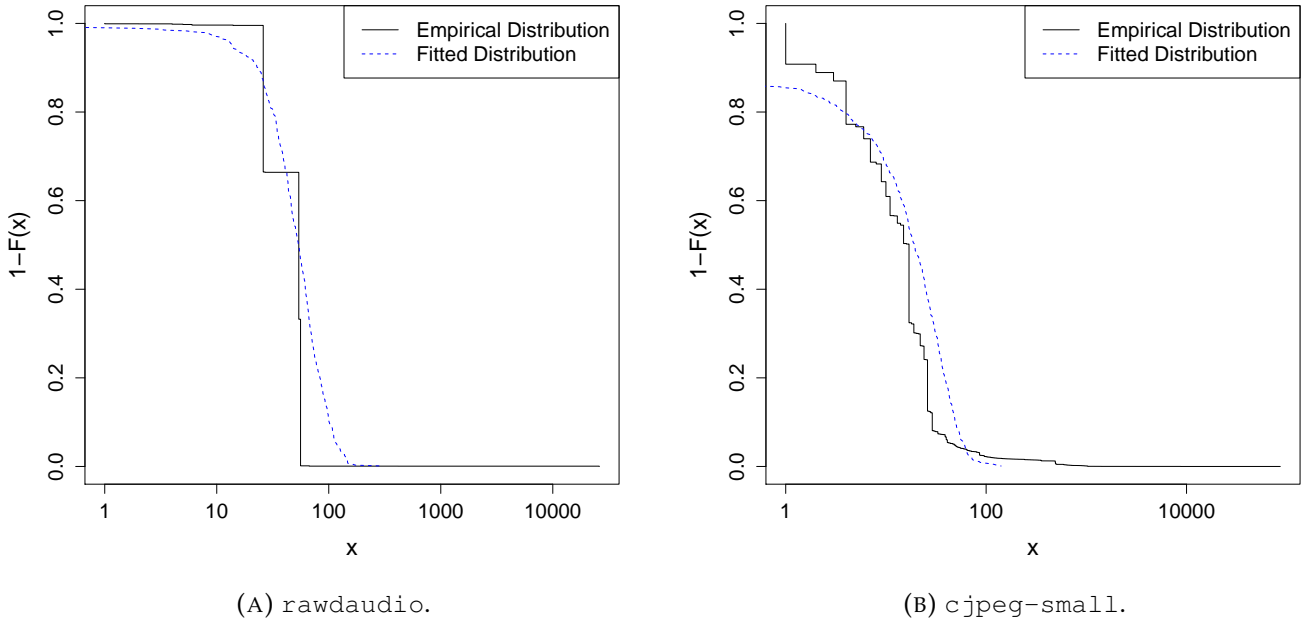 Empirical Distribution
Fitted Distribution
1.0
0.8
0.6
0.4
0.2
0.0
1−F(x)
1 10 100 1000 10000
x
(A) rawdaudio.
Empirical Distribution
Fitted Distribution
1.0
0.8
0.6
0.4
0.2
0.0
1−F(x)
1 100 10000
x
(B) cjpeg-small.